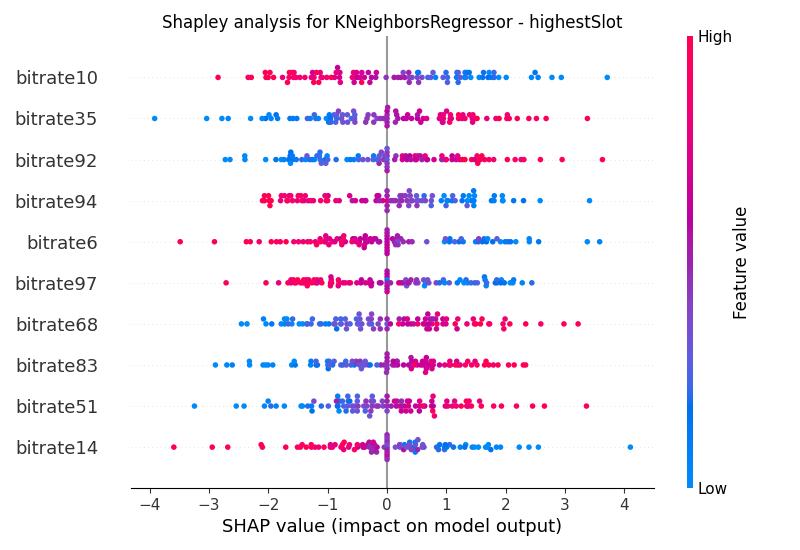 Shapley analysis for KNeighborsRegressor - highestSlot
High
bitrate10
bitrate35
bitrate92
bitrate94
bitrate6
bitrate97
bitrate68
bitrate83
bitrate51
bitrate14
Feature value
Low
−4 −3 −2 −1 0 1 2 3 4
SHAP value (impact on model output)